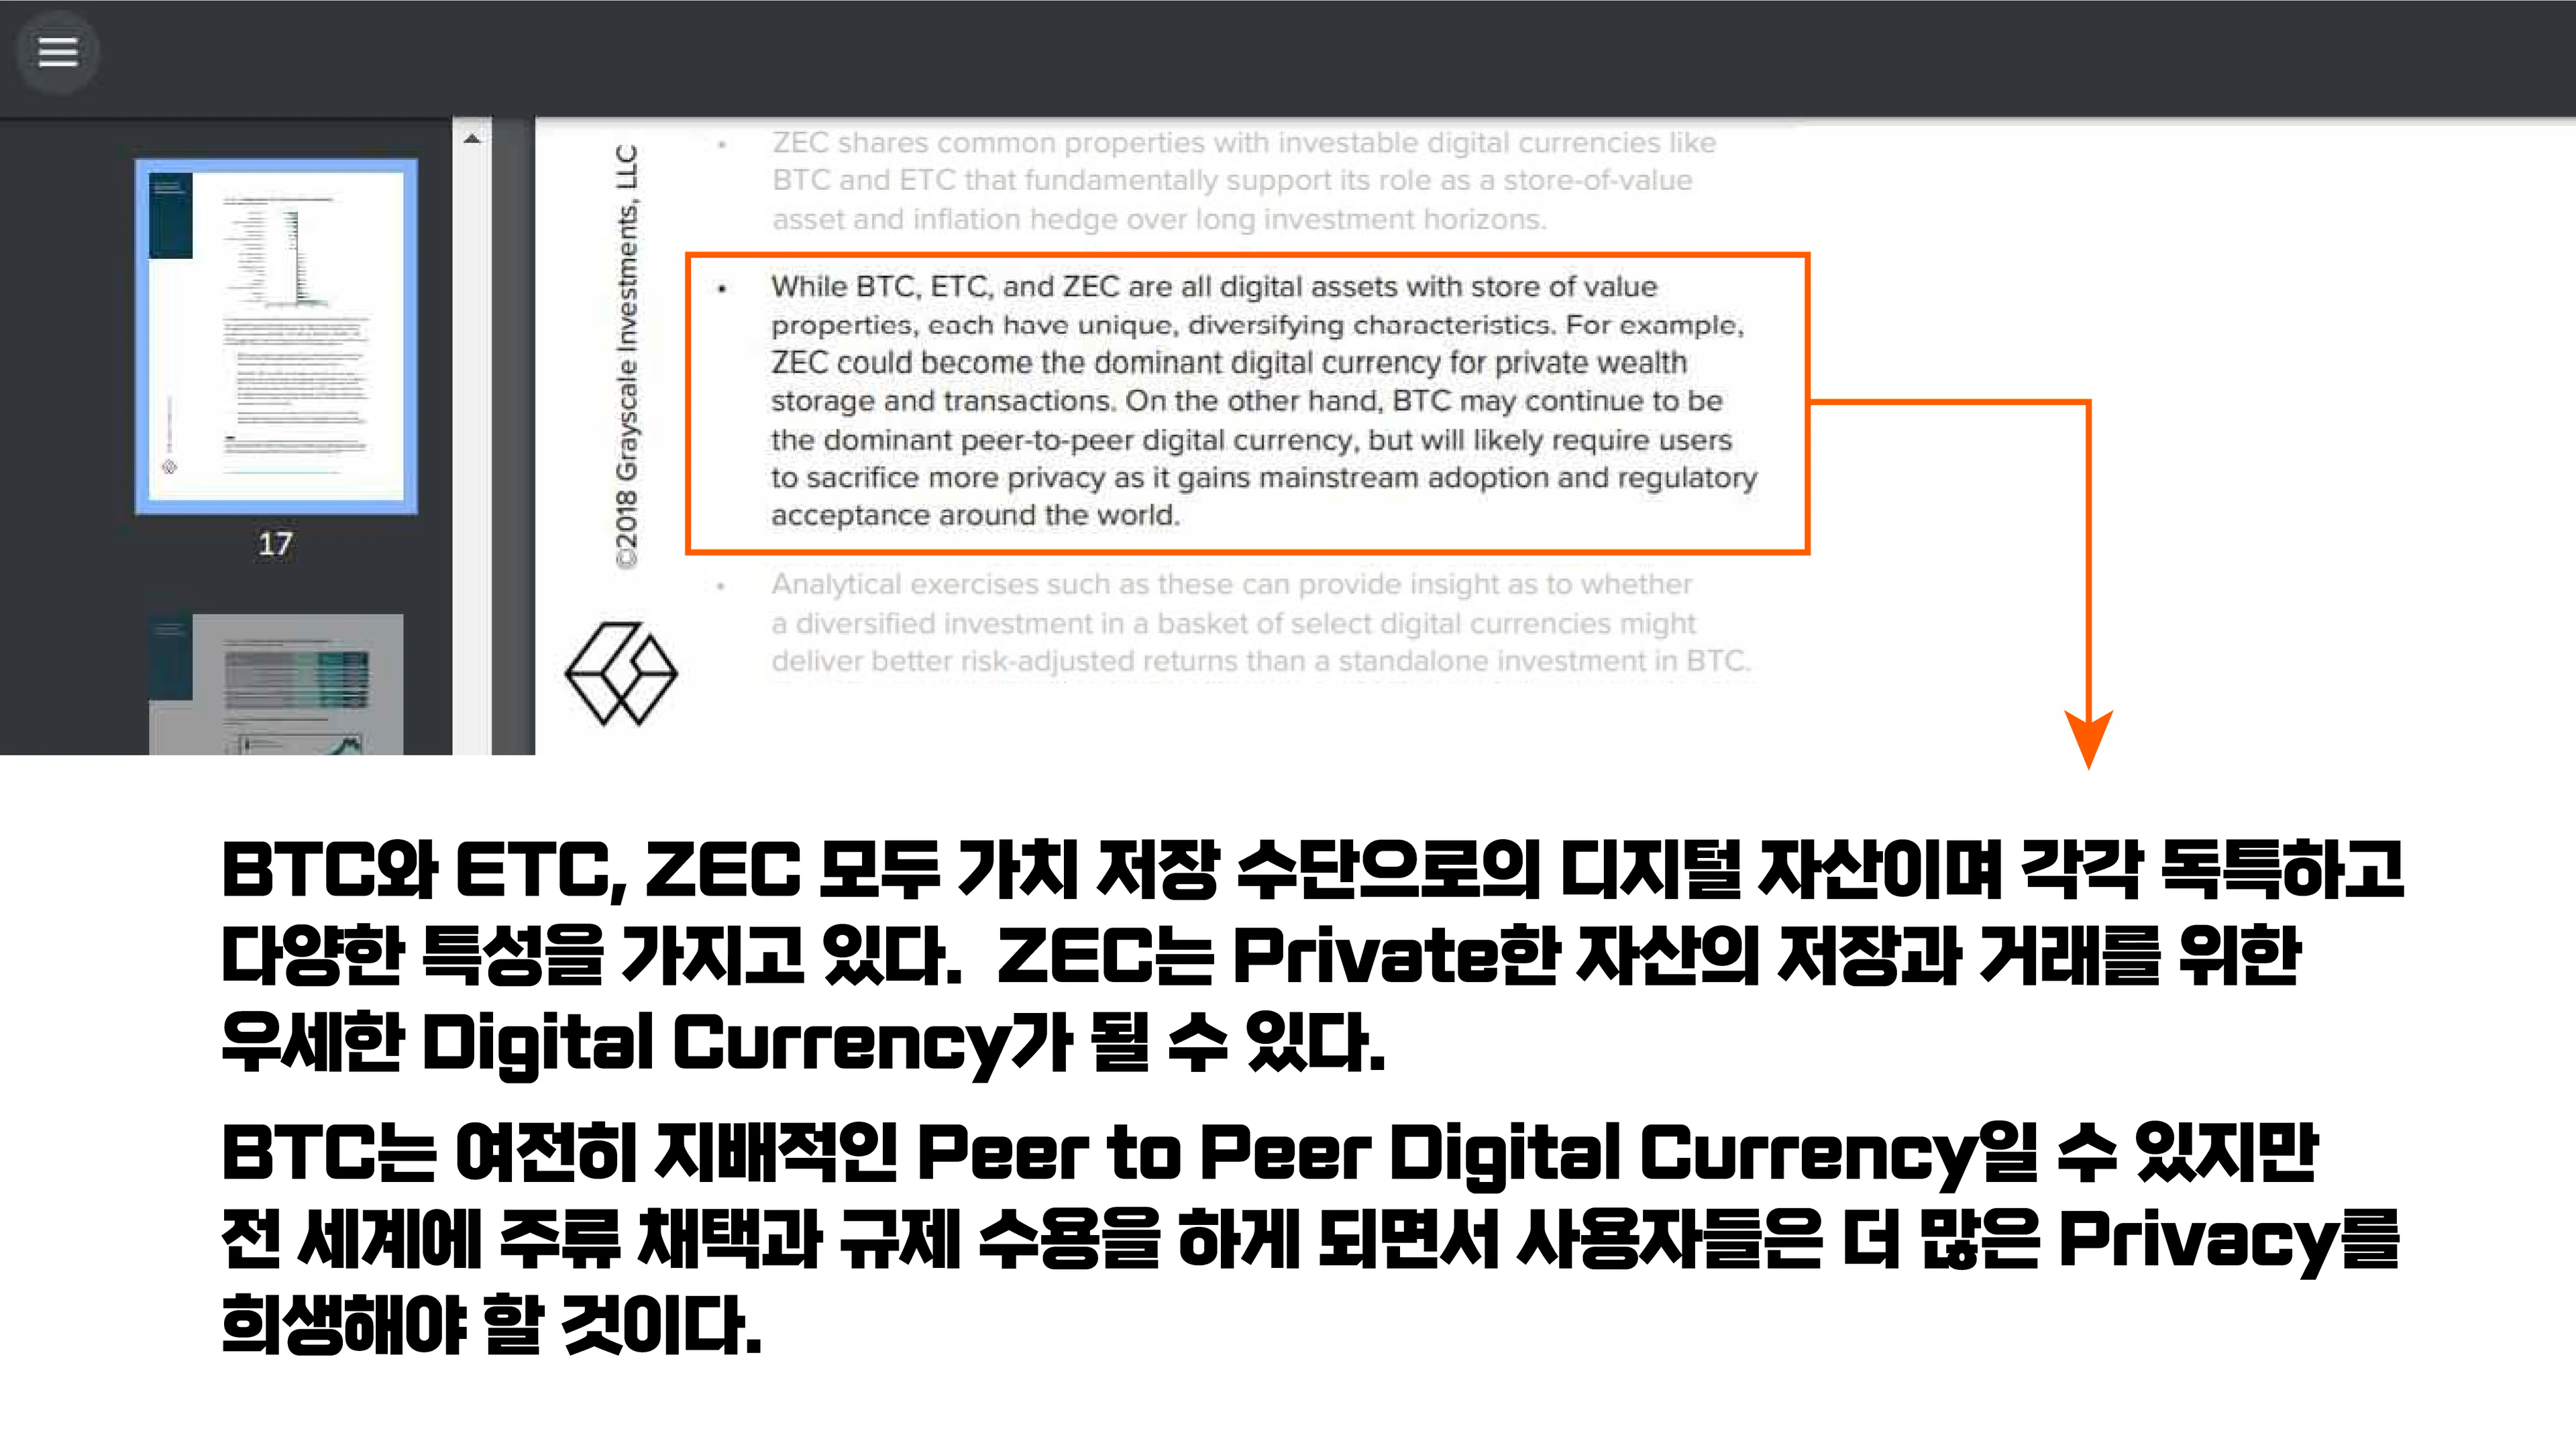 ZEC shares common properties with investable digital currencies like
BTC and ETC that fundamentally support its role as a store-of-value
asset and inflation hedge over long investment horizons.
©2018 Grayscale Investments, LLC
While BTC, ETC, and ZEC are all digital assets with store of value
properties, each have unique, diversifying characteristics. For example,
ZEC could become the dominant digital currency for private wealth
storage and transactions. On the other hand, BTC may continue to be
the dominant peer-to-peer digital currency, but will likely require users
to sacrifice more privacy as it gains mainstream adoption and regulatory
acceptance around the world.
17
Analytical exercises such as these can provide insight as to whether
a diversified investment in a basket of select digital currencies might
deliver better risk-adjusted returns than a standalone investment in BTC.
BTC와 ETC, ZEC 모두 가치 저장 수단으로의 디지털 자산이며 각각 독특하고
다양한 특성을 가지고 있다. ZEC는 Private한 자산의 저장과 거래를 위한
우세한 Digital Currency가 될 수 있다.
BTC는 여전히 지배적인 Peer to Peer Digital Currency일 수 있지만
전 세계에 주류 채택과 규제 수용을 하게 되면서 사용자들은 더 많은 Privacy를
희생해야 할 것이다.